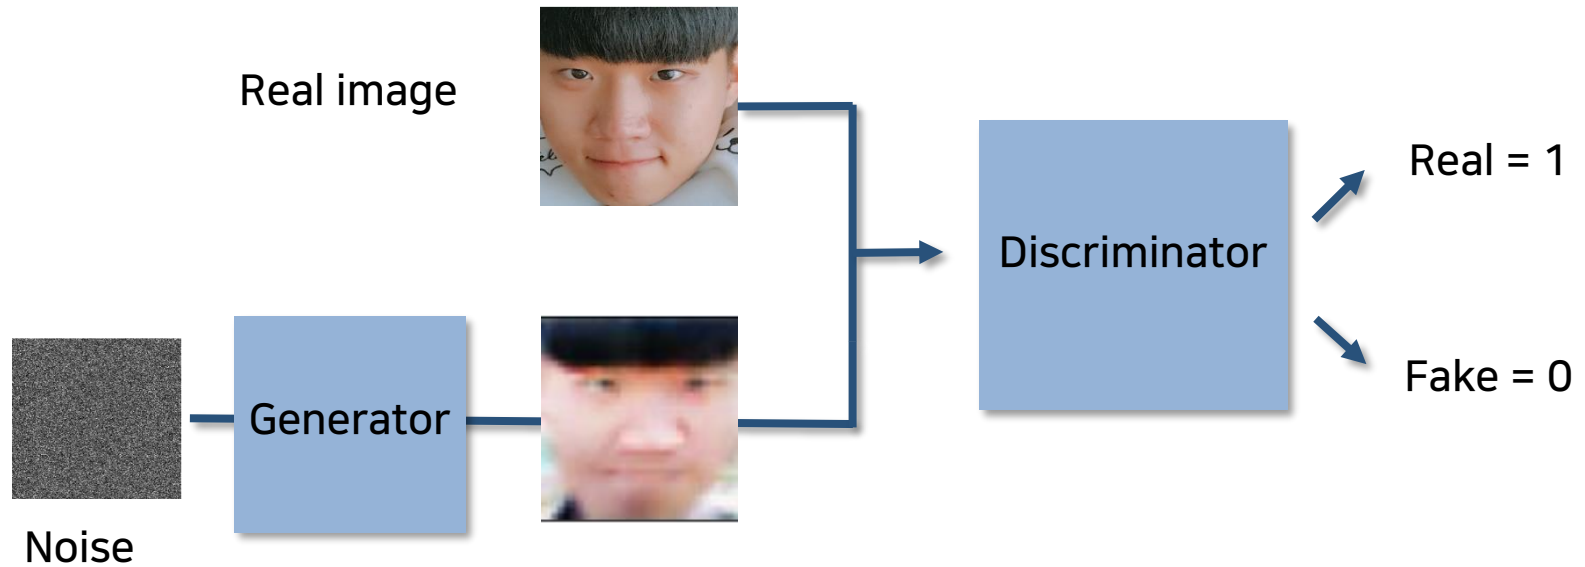 Real image
Real = 1
Discriminator
Fake = 0
Generator
Noise